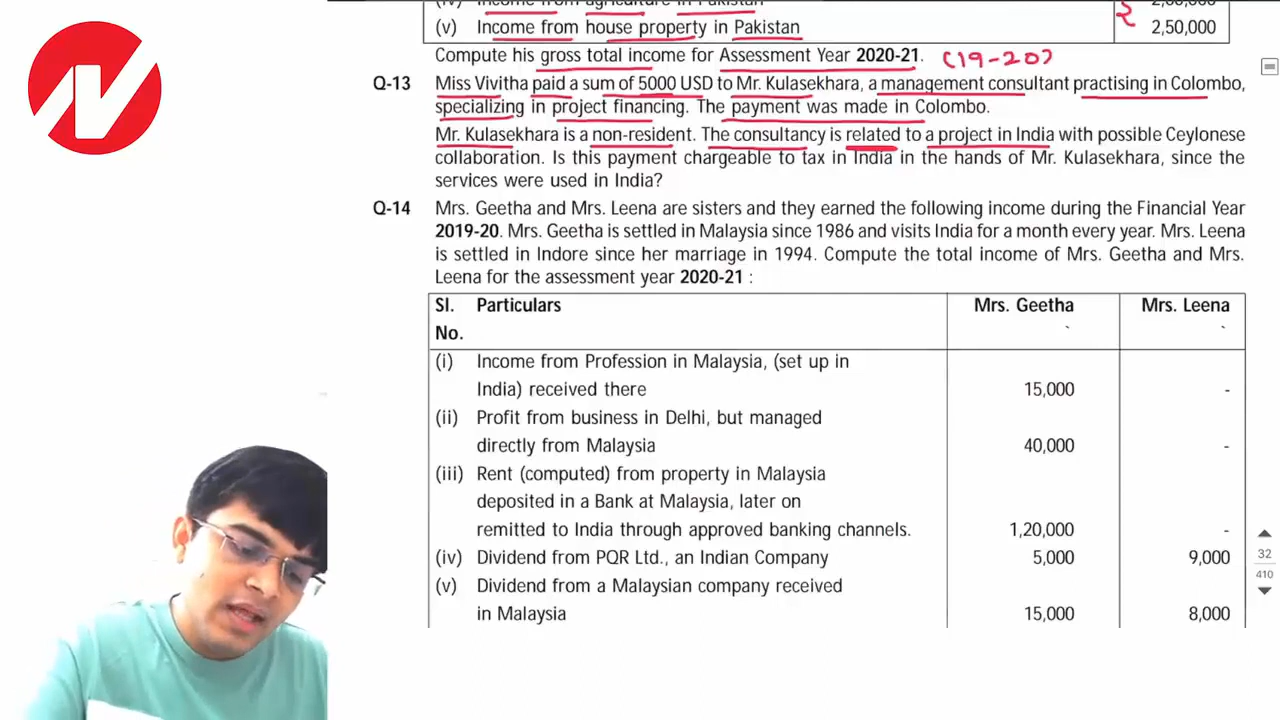 (iv) Income from agriculture in Pakistan 2,00,000
(v) Income from house property in Pakistan 2,50,000
Compute his gross total income for Assessment Year 2020-21. (19-20)
Q-13 Miss Vivitha paid a sum of 5000 USD to Mr. Kulasekhara, a management consultant practising in Colombo,
specializing in project financing. The payment was made in Colombo.
Mr. Kulasekhara is a non-resident. The consultancy is related to a project in India with possible Ceylonese
collaboration. Is this payment chargeable to tax in India in the hands of Mr. Kulasekhara, since the
services were used in India?
Q-14 Mrs. Geetha and Mrs. Leena are sisters and they earned the following income during the Financial Year
2019-20. Mrs. Geetha is settled in Malaysia since 1986 and visits India for a month every year. Mrs. Leena
is settled in Indore since her marriage in 1994. Compute the total income of Mrs. Geetha and Mrs.
Leena for the assessment year 2020-21 :
Sl. Particulars Mrs. Geetha Mrs. Leena
No. ` `
(i) Income from Profession in Malaysia, (set up in
India) received there 15,000 -
(ii) Profit from business in Delhi, but managed
directly from Malaysia 40,000 -
(iii) Rent (computed) from property in Malaysia
deposited in a Bank at Malaysia, later on
remitted to India through approved banking channels. 1,20,000 -
(iv) Dividend from PQR Ltd., an Indian Company 5,000 9,000
(v) Dividend from a Malaysian company received
in Malaysia 15,000 8,000
32
410